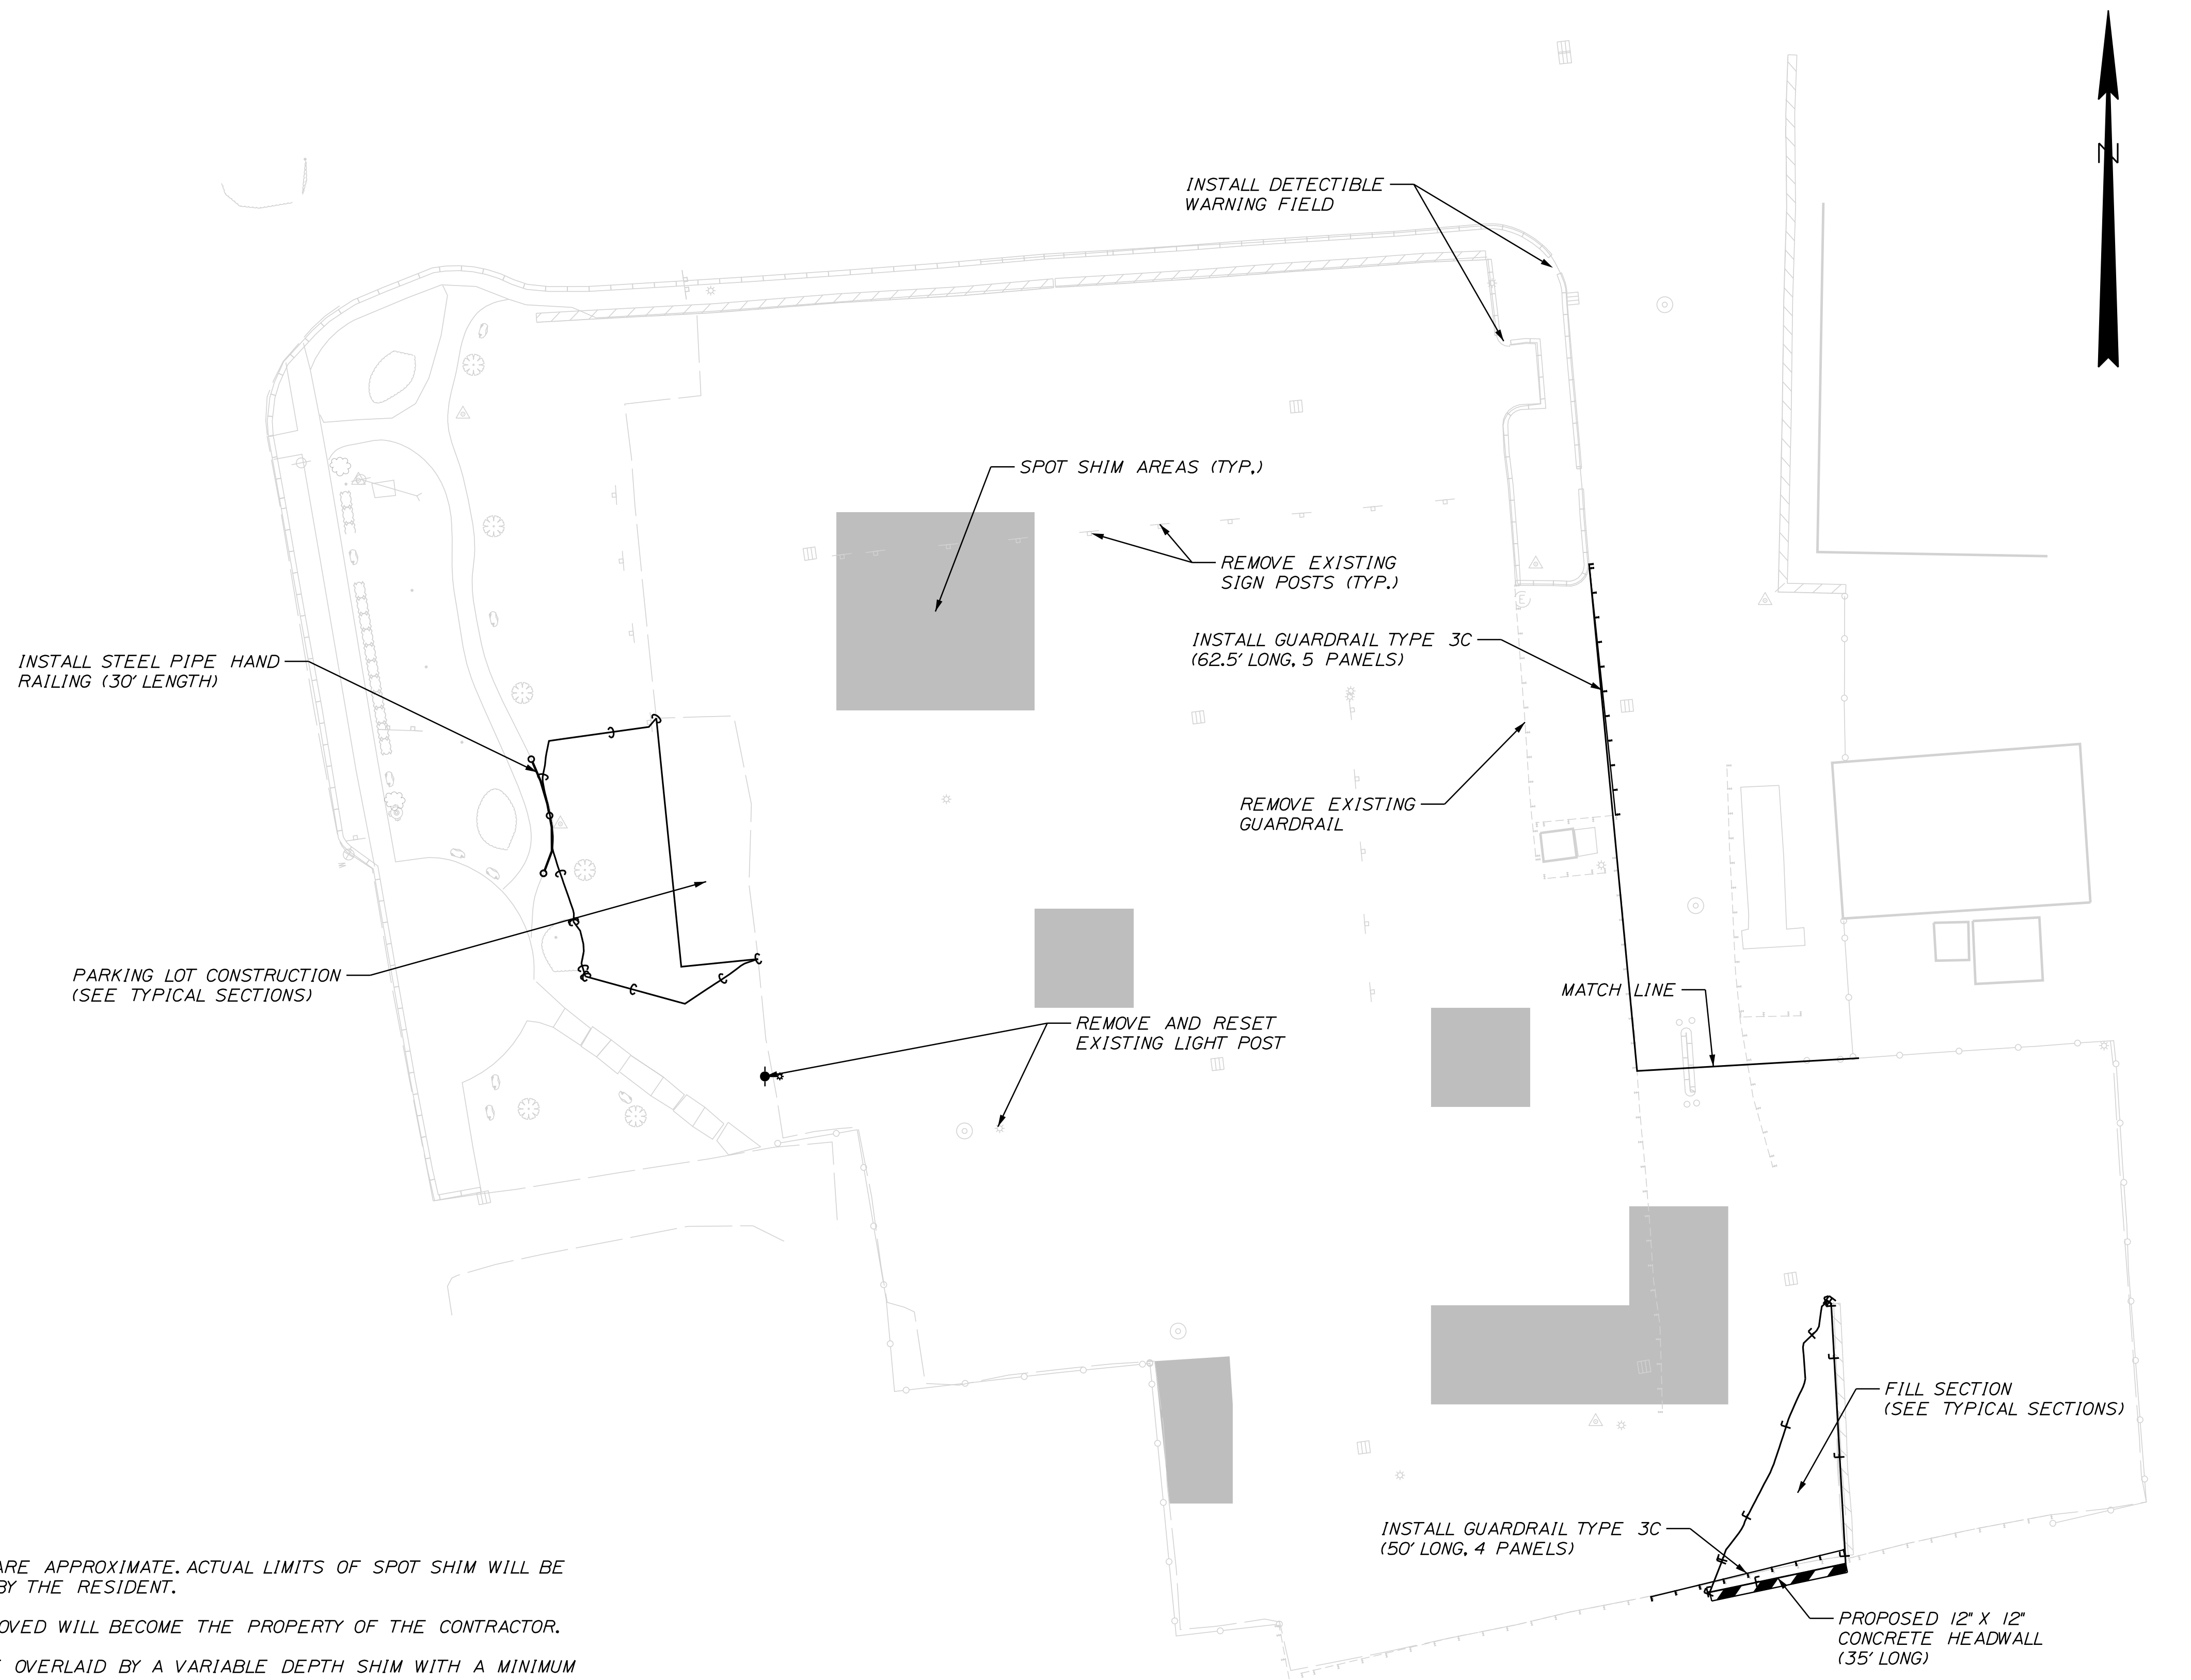 N
INSTALL DETECTIBLE
WARNING FIELD
SPOT SHIM AREAS (TYP.)
REMOVE EXISTING
SIGN POSTS (TYP.)
INSTALL GUARDRAIL TYPE 3C
(62.5' LONG, 5 PANELS)
INSTALL STEEL PIPE HAND
RAILING (30' LENGTH)
REMOVE EXISTING
GUARDRAIL
PARKING LOT CONSTRUCTION
(SEE TYPICAL SECTIONS)
MATCH LINE
REMOVE AND RESET
EXISTING LIGHT POST
FILL SECTION
(SEE TYPICAL SECTIONS)
INSTALL GUARDRAIL TYPE 3C
(50' LONG, 4 PANELS)
PROPOSED 12" X 12"
CONCRETE HEADWALL
(35' LONG)
ARE APPROXIMATE. ACTUAL LIMITS OF SPOT SHIM WILL BE
BY THE RESIDENT.
OVED WILL BECOME THE PROPERTY OF THE CONTRACTOR.
OVERLAID BY A VARIABLE DEPTH SHIM WITH A MINIMUM